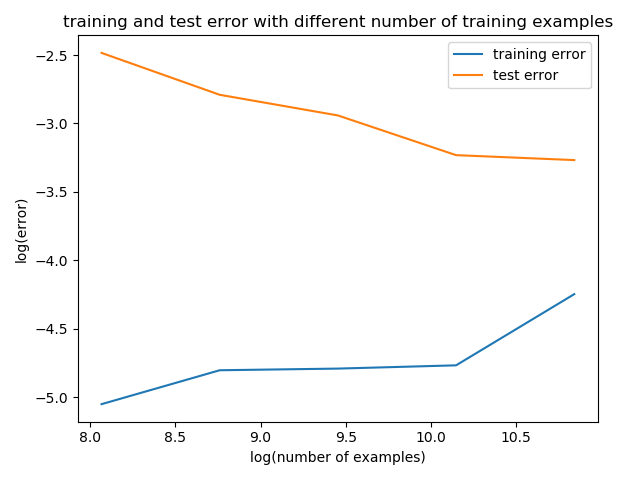 training and test error with different number of training examples
training error
test error
−2.5
−3.0
−3.5
−4.0
−4.5
−5.0
log(error)
8.0 8.5 9.0 9.5 10.0 10.5
log(number of examples)